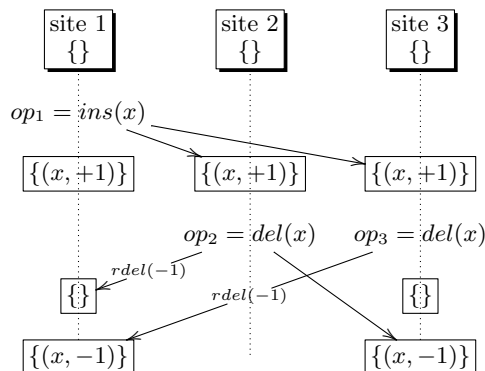 site 1 site 2 site 3
{} {} {}
op₁ = ins(x)
{(x, +1)} {(x, +1)} {(x, +1)}
op₂ = del(x) op₃ = del(x)
rdel(−1)
{} rdel(−1) {}
{(x, −1)} {(x, −1)}